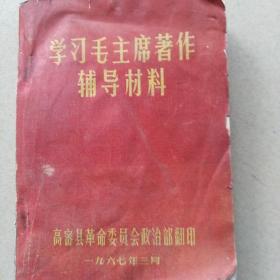 学习毛主席著作
辅导材料
高密县革命委员会政治部翻印
一九六七年三月